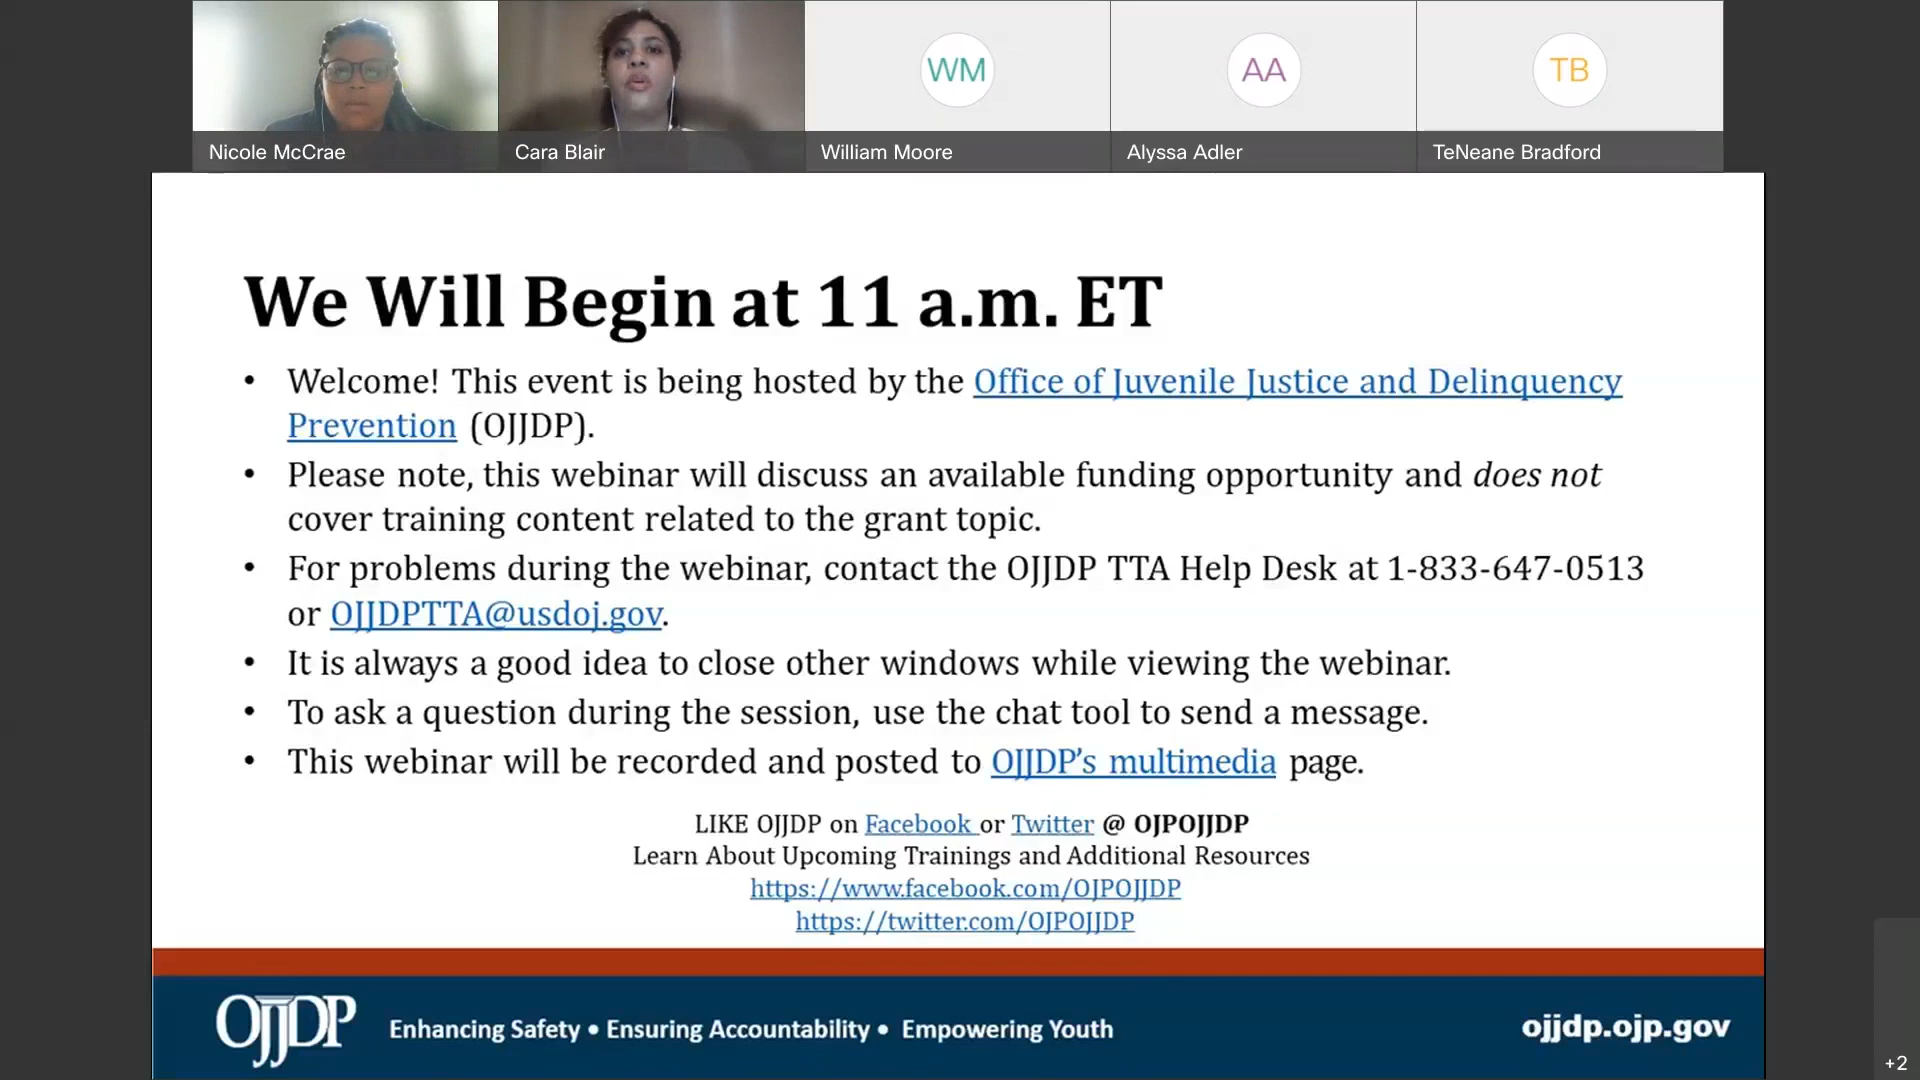 WM
AA
TB
Nicole McCrae
Cara Blair
William Moore
Alyssa Adler
TeNeane Bradford
We Will Begin at 11 a.m. ET
• Welcome! This event is being hosted by the Office of Juvenile Justice and Delinquency
Prevention (OJJDP).
• Please note, this webinar will discuss an available funding opportunity and does not
cover training content related to the grant topic.
• For problems during the webinar, contact the OJJDP TTA Help Desk at 1-833-647-0513
or OJJDPTTA@usdoj.gov.
• It is always a good idea to close other windows while viewing the webinar.
• To ask a question during the session, use the chat tool to send a message.
• This webinar will be recorded and posted to OJJDP’s multimedia page.
LIKE OJJDP on Facebook or Twitter @ OJPOJJDP
Learn About Upcoming Trainings and Additional Resources
https://www.facebook.com/OJPOJJDP
https://twitter.com/OJPOJJDP
OJJDP
Enhancing Safety • Ensuring Accountability • Empowering Youth
ojjdp.ojp.gov
+2